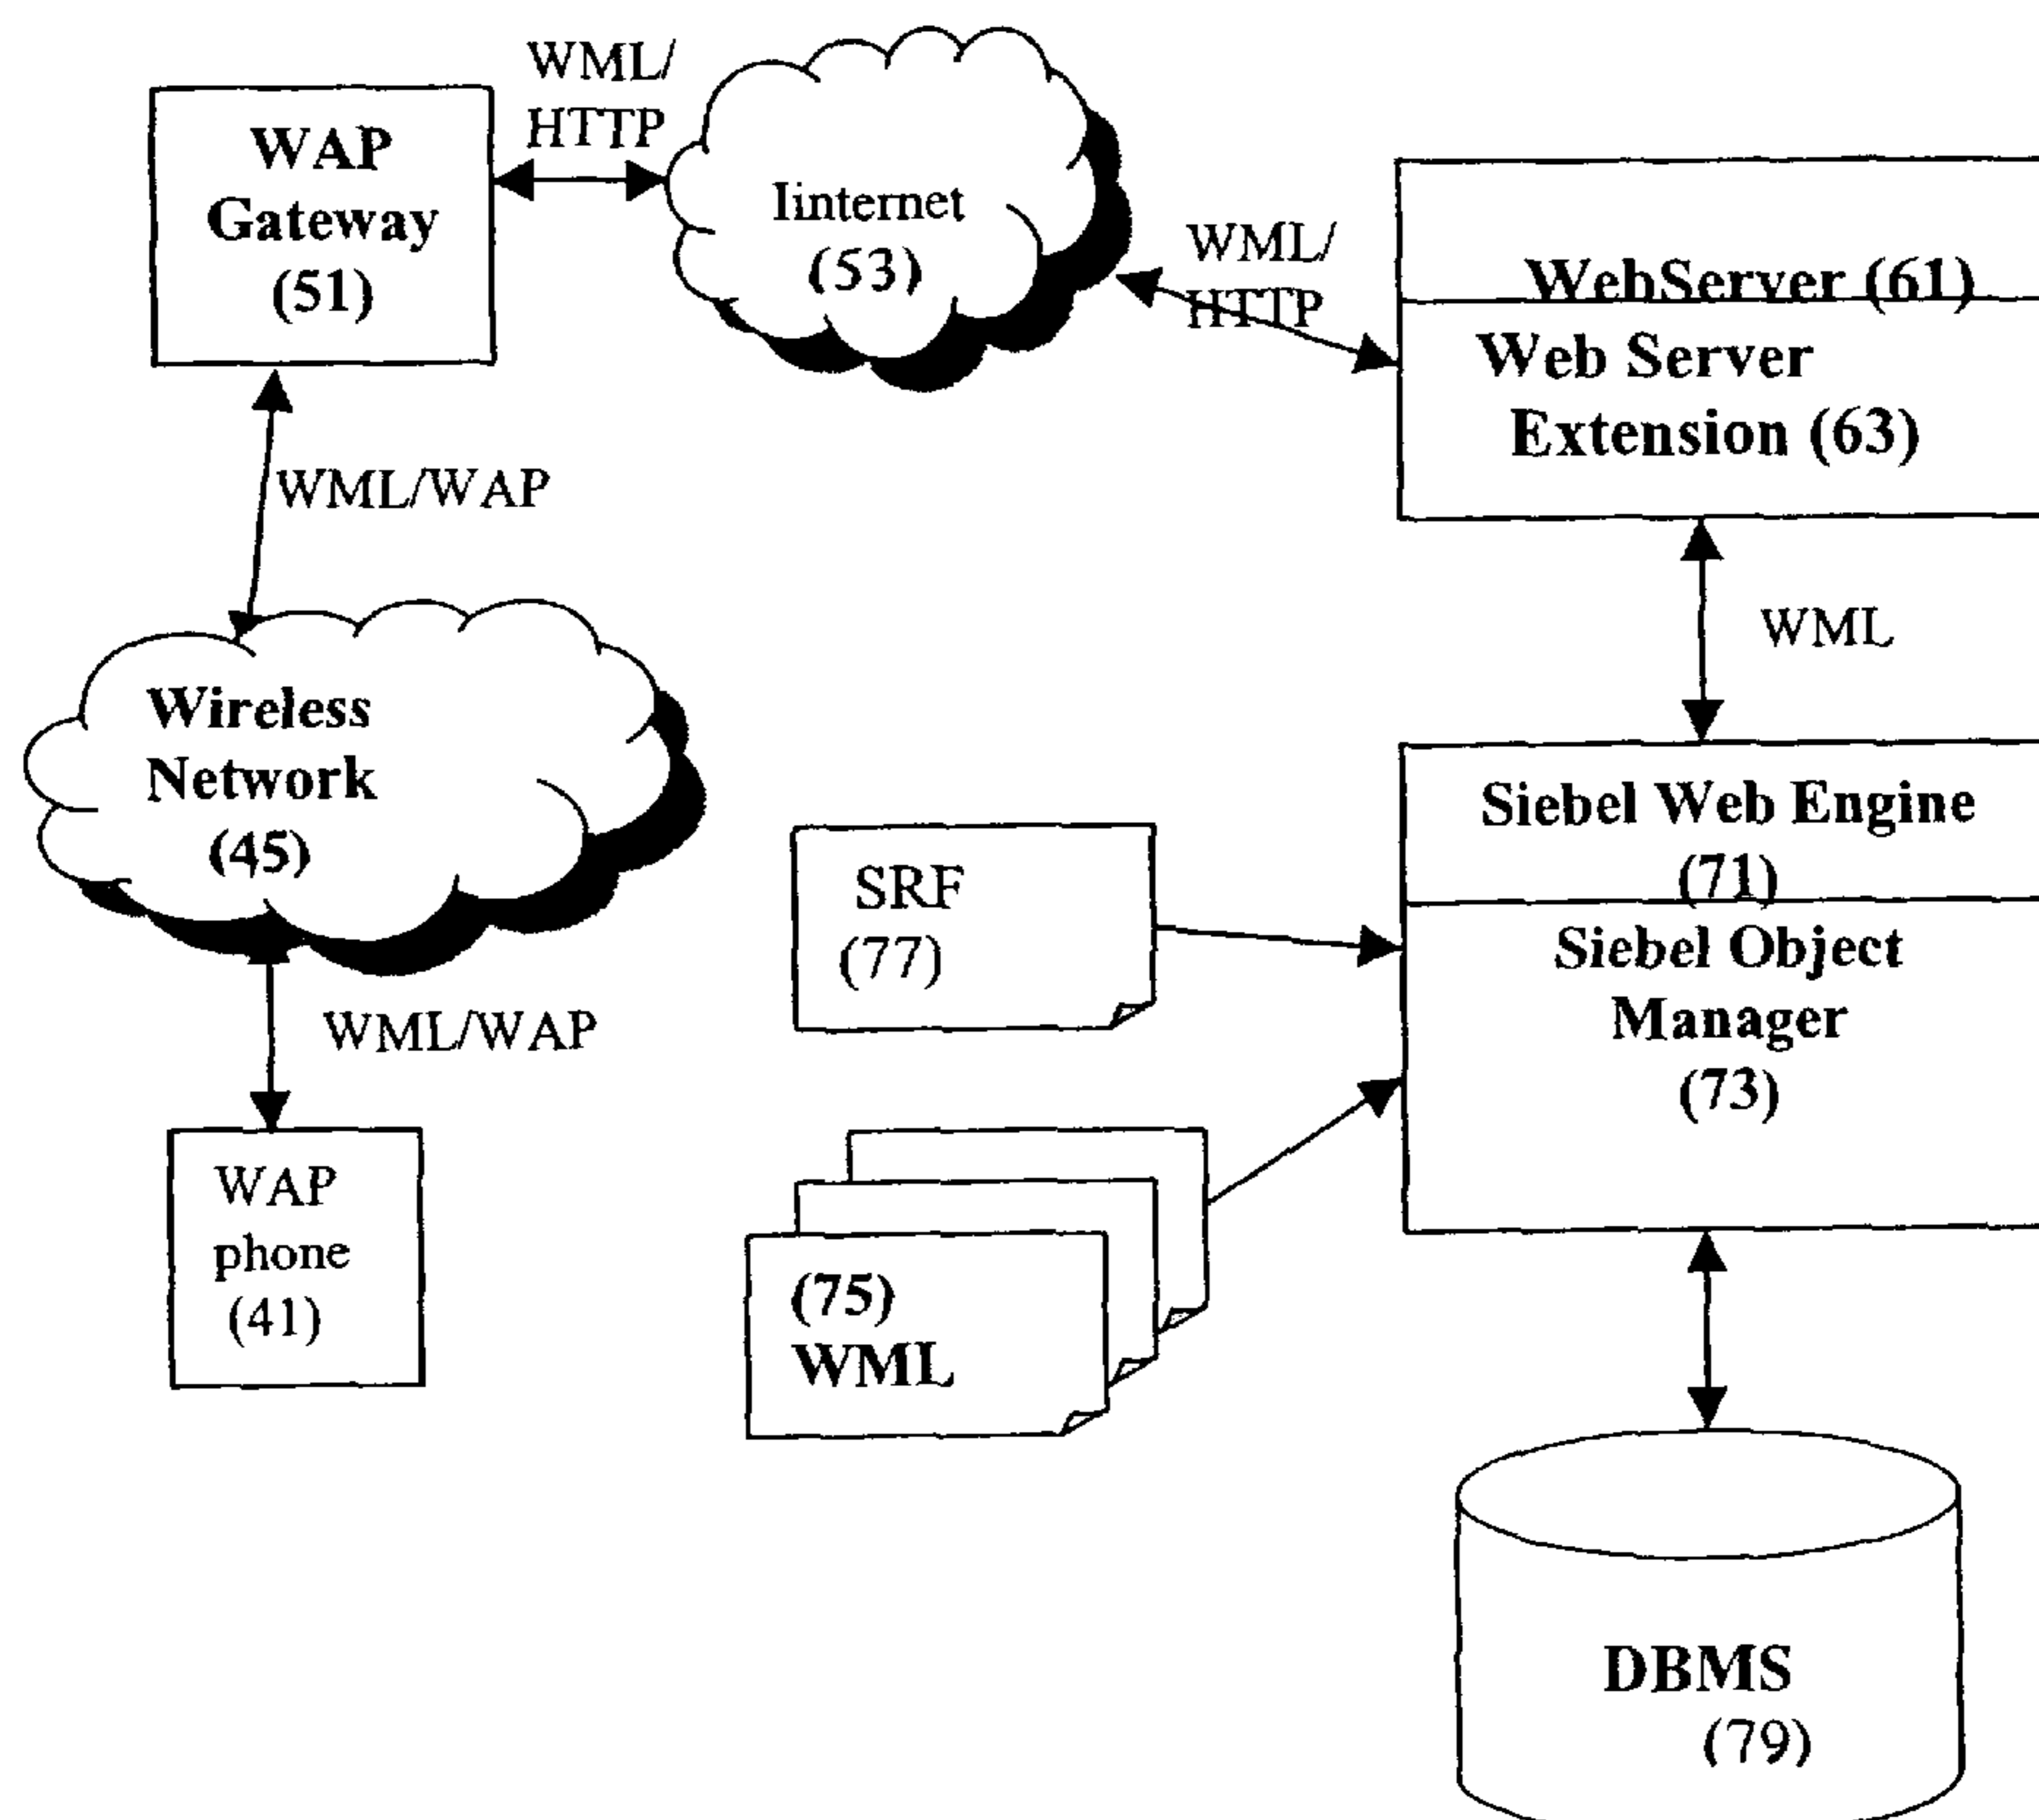 WML/
HTTP
WAP
Gateway
(51)
Iinternet
(53)
WML/
HTTP
WebServer (61)
Web Server
Extension (63)
WML/WAP
WML
Wireless
Network
(45)
Siebel Web Engine
(71)
SRF
(77)
Siebel Object
Manager
(73)
WML/WAP
WAP
phone
(41)
(75)
WML
DBMS
(79)